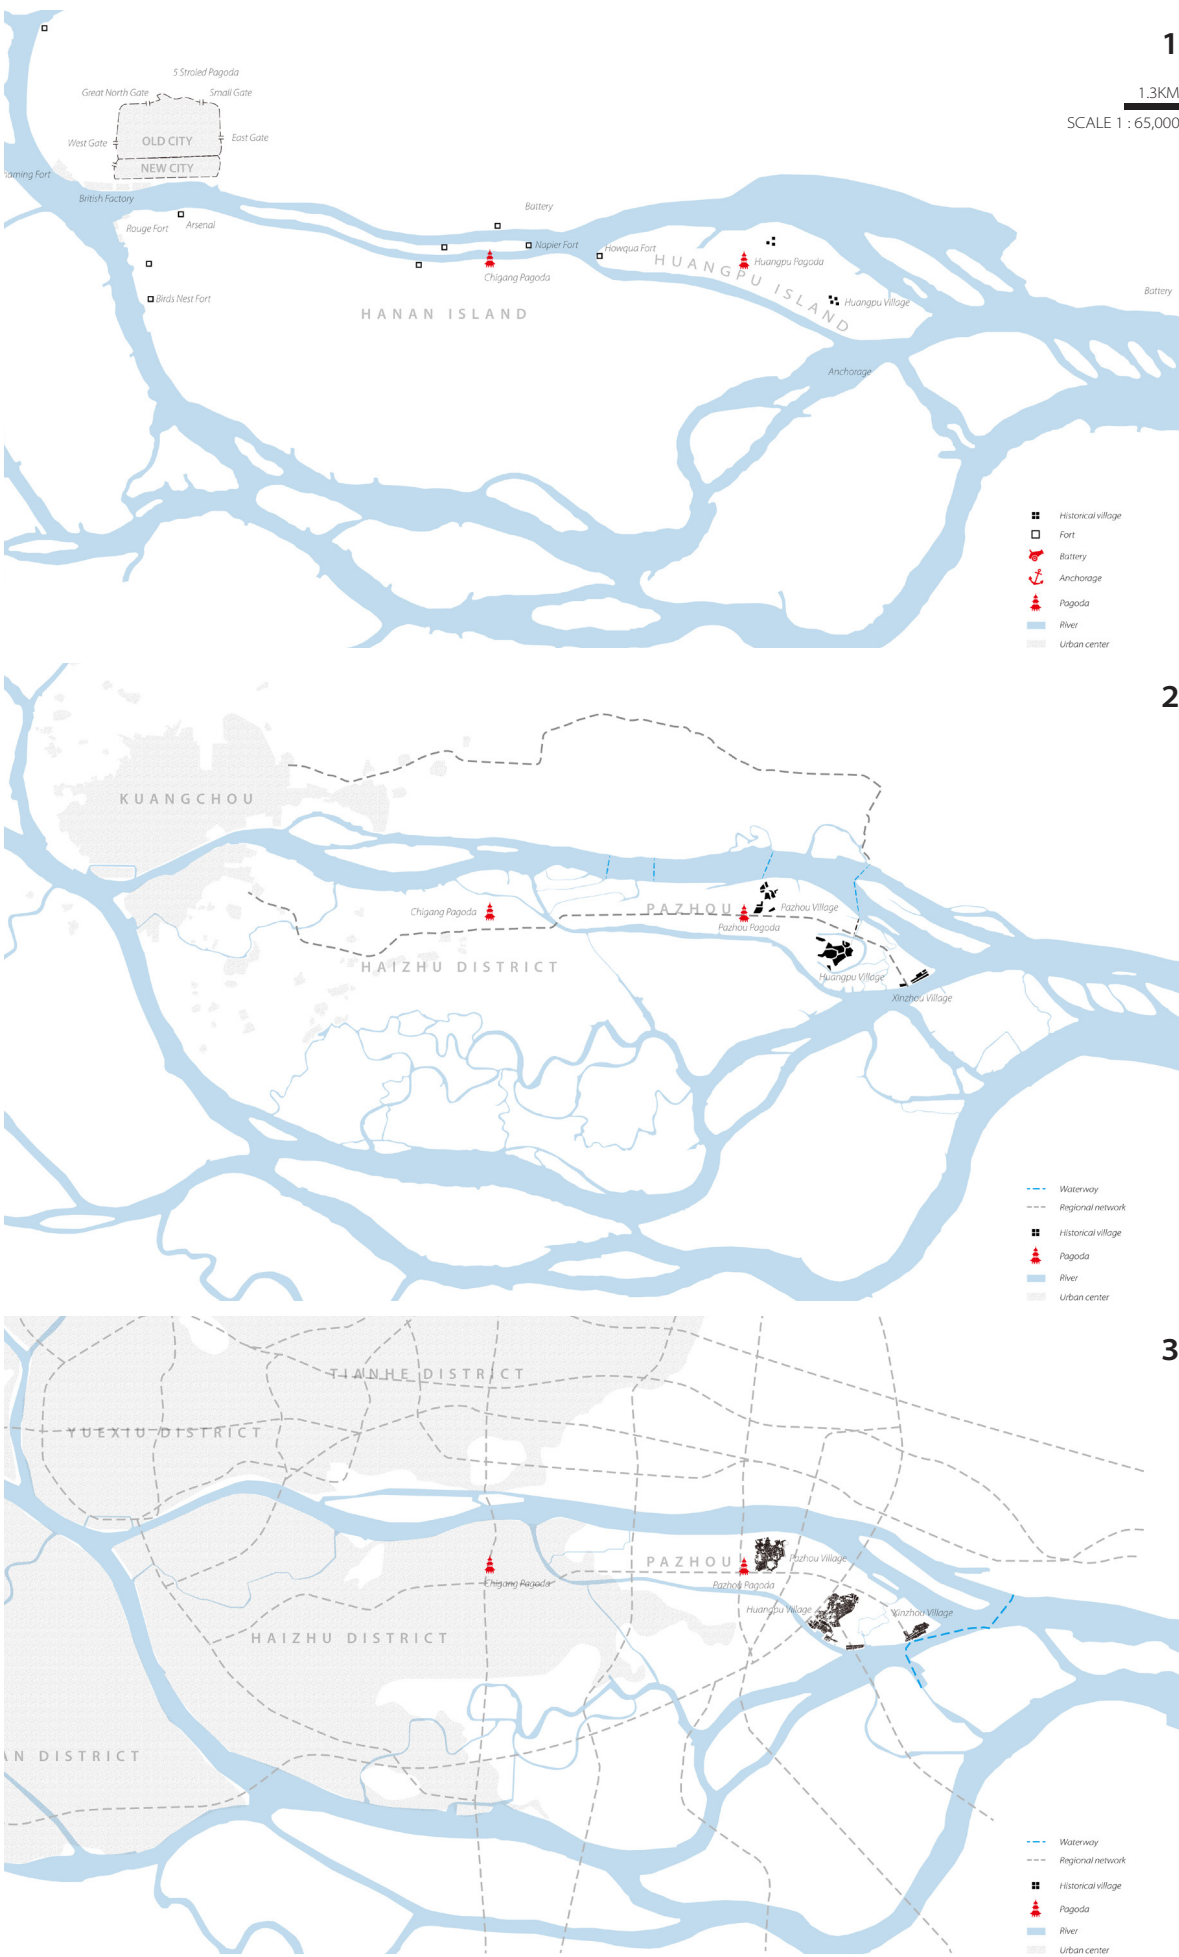 1
1.3KM
SCALE 1 : 65,000
5 Stroled Pagoda
Great North Gate
Small Gate
West Gate
OLD CITY
East Gate
NEW CITY
Fort
British Factory
Rouge Fort
Arsenal
Battery
Napier Fort
Howqua Fort
Chigang Pagoda
HUANGPU ISLAND
Huangpu Pagoda
Huangpu Village
Birds Nest Fort
HANAN ISLAND
Battery
Anchorage
Historical village
Fort
Battery
Anchorage
Pagoda
River
Urban center
2
KUANGCHOU
Chigang Pagoda
PAZHOU
Pazhou Village
Pazhou Pagoda
HAIZHU DISTRICT
Huangpu Village
Xinzhou Village
Waterway
Regional network
Historical village
Pagoda
River
Urban center
3
TIANHE DISTRICT
YUEXIU DISTRICT
PAZHOU
Pazhou Village
Chigang Pagoda
Pazhou Pagoda
Huangpu Village
Xinzhou Village
HAIZHU DISTRICT
AN DISTRICT
Waterway
Regional network
Historical village
Pagoda
River
Urban center